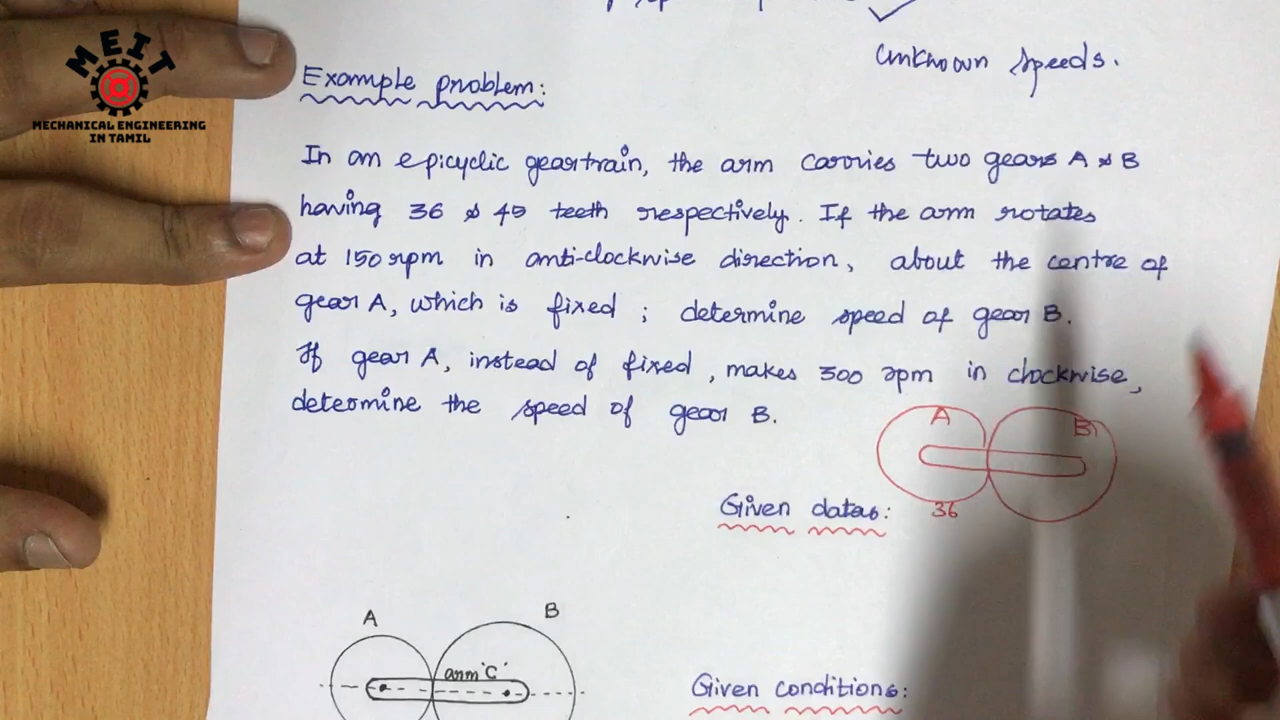 MEIT
MECHANICAL ENGINEERING
IN TAMIL
unknown speeds.
Example problem:
In an epicyclic geartrain, the arm carries two gears A & B
having 36 & 45 teeth respectively. If the arm rotates
at 150 rpm in anti-clockwise direction, about the centre of
gear A, which is fixed ; determine speed of gear B.
If gear A, instead of fixed, makes 300 rpm in clockwise,
determine the speed of gear B.
A B
36
Given datas:
A B
arm 'C'
Given conditions: